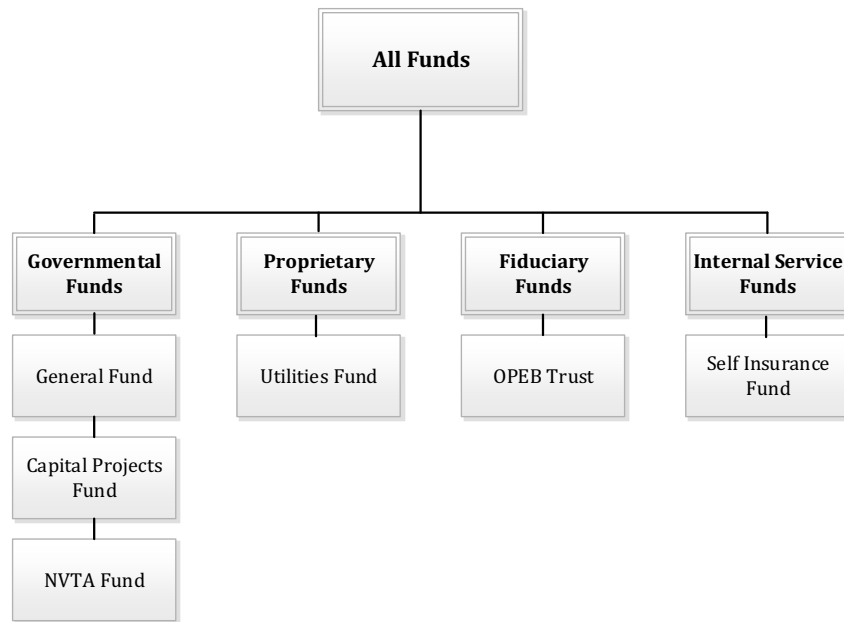 All Funds
Governmental
Funds
Proprietary
Funds
Fiduciary
Funds
Internal Service
Funds
General Fund
Utilities Fund
OPEB Trust
Self Insurance
Fund
Capital Projects
Fund
NVTA Fund